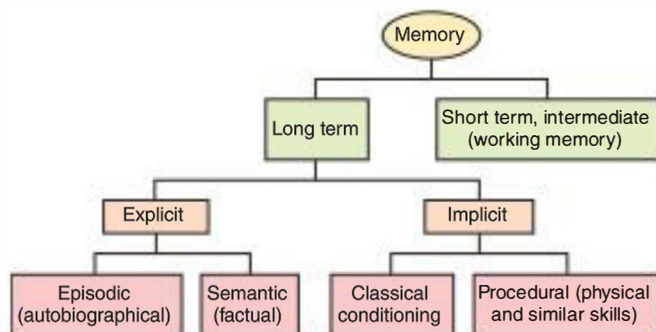 Memory
Long term
Short term, intermediate
(working memory)
Explicit
Implicit
Episodic
(autobiographical)
Semantic
(factual)
Classical
conditioning
Procedural (physical
and similar skills)